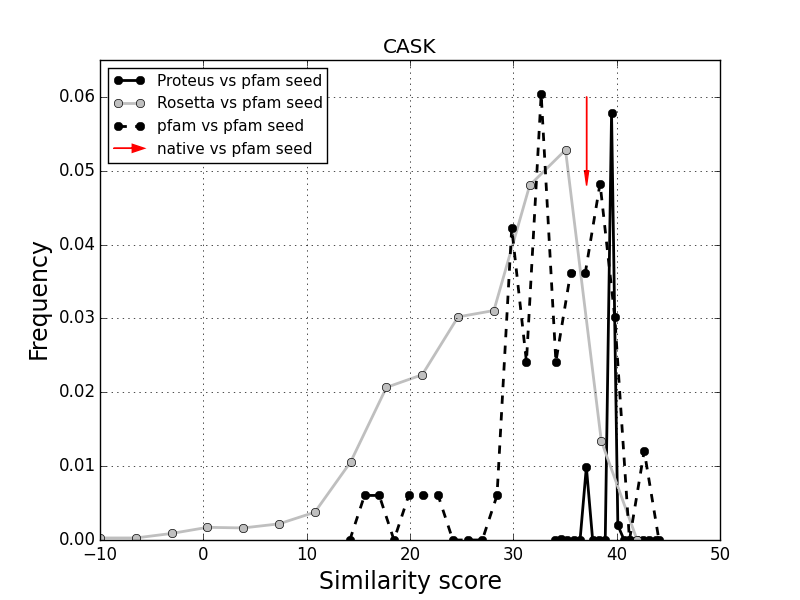 CASK
Proteus vs pfam seed
Rosetta vs pfam seed
pfam vs pfam seed
native vs pfam seed
Frequency
0.06
0.05
0.04
0.03
0.02
0.01
0.00
−10 0 10 20 30 40 50
Similarity score